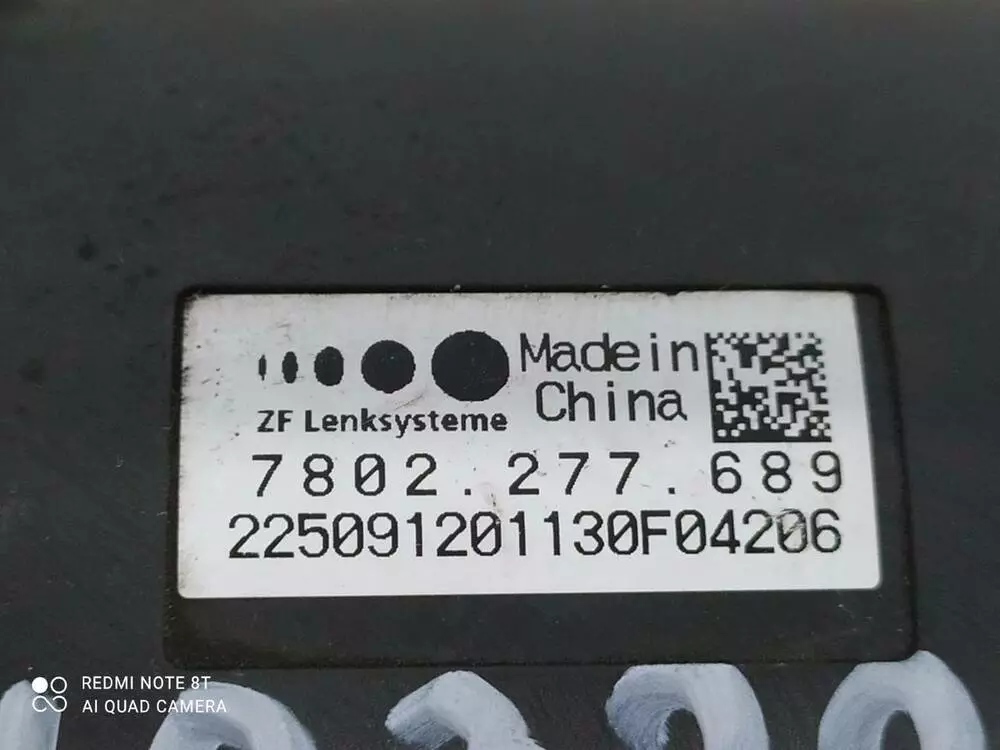 Made in
China
ZF Lenksysteme
7802.277.689
225091201130F04206
REDMI NOTE 8T
AI QUAD CAMERA